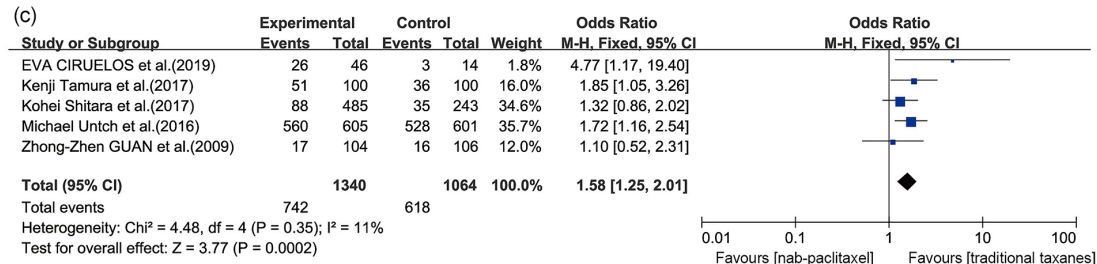 (c)
Experimental Control Odds Ratio Odds Ratio
Study or Subgroup Events Total Events Total Weight M-H, Fixed, 95% CI M-H, Fixed, 95% CI
EVA CIRUELOS et al.(2019) 26 46 3 14 1.8% 4.77 [1.17, 19.40]
Kenji Tamura et al.(2017) 51 100 36 100 16.0% 1.85 [1.05, 3.26]
Kohei Shitara et al.(2017) 88 485 35 243 34.6% 1.32 [0.86, 2.02]
Michael Untch et al.(2016) 560 605 528 601 35.7% 1.72 [1.16, 2.54]
Zhong-Zhen GUAN et al.(2009) 17 104 16 106 12.0% 1.10 [0.52, 2.31]
Total (95% CI) 1340 1064 100.0% 1.58 [1.25, 2.01]
Total events 742 618
Heterogeneity: Chi² = 4.48, df = 4 (P = 0.35); I² = 11%
Test for overall effect: Z = 3.77 (P = 0.0002)
0.01 0.1 1 10 100
Favours [nab-paclitaxel] Favours [traditional taxanes]